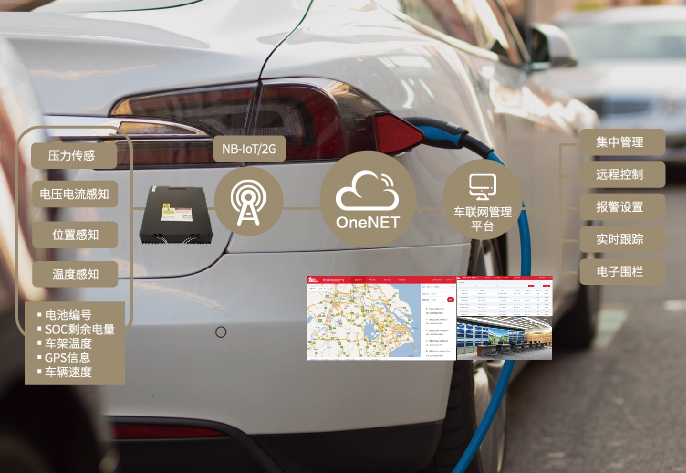 压力传感
电压电流感知
位置感知
温度感知
▪ 电池编号
▪ SOC剩余电量
▪ 车架温度
▪ GPS信息
▪ 车辆速度
NB-IoT/2G
OneNET
车联网管理
平台
集中管理
远程控制
报警设置
实时跟踪
电子围栏